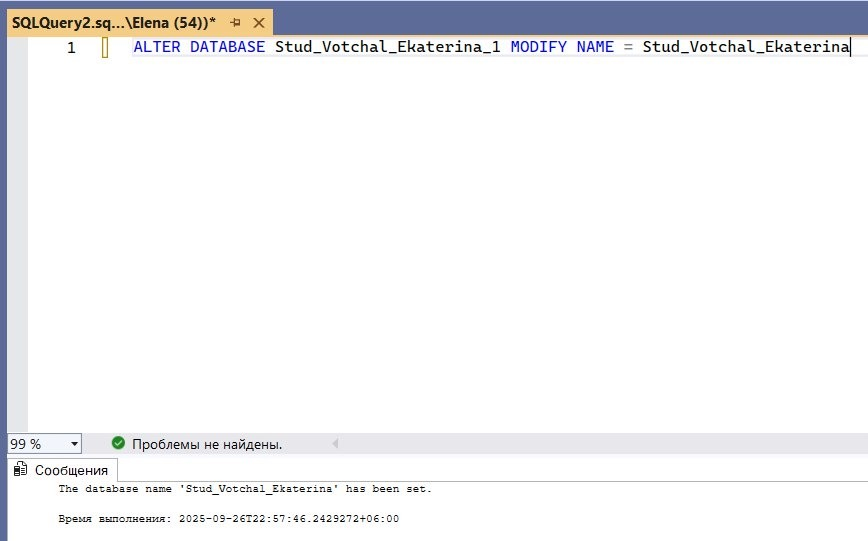 SQLQuery2.sq...\Elena (54))*
1 ALTER DATABASE Stud_Votchal_Ekaterina_1 MODIFY NAME = Stud_Votchal_Ekaterina
99 % Проблемы не найдены.
Сообщения
The database name 'Stud_Votchal_Ekaterina' has been set.
Время выполнения: 2025-09-26T22:57:46.2429272+06:00